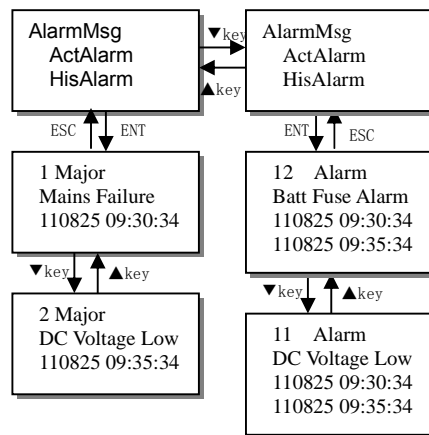 AlarmMsg
ActAlarm
HisAlarm
▼key
▲key
AlarmMsg
ActAlarm
HisAlarm
ESC
ENT
ENT
ESC
1 Major
Mains Failure
110825 09:30:34
12 Alarm
Batt Fuse Alarm
110825 09:30:34
110825 09:35:34
▼key
▲key
▼key
▲key
2 Major
DC Voltage Low
110825 09:35:34
11 Alarm
DC Voltage Low
110825 09:30:34
110825 09:35:34